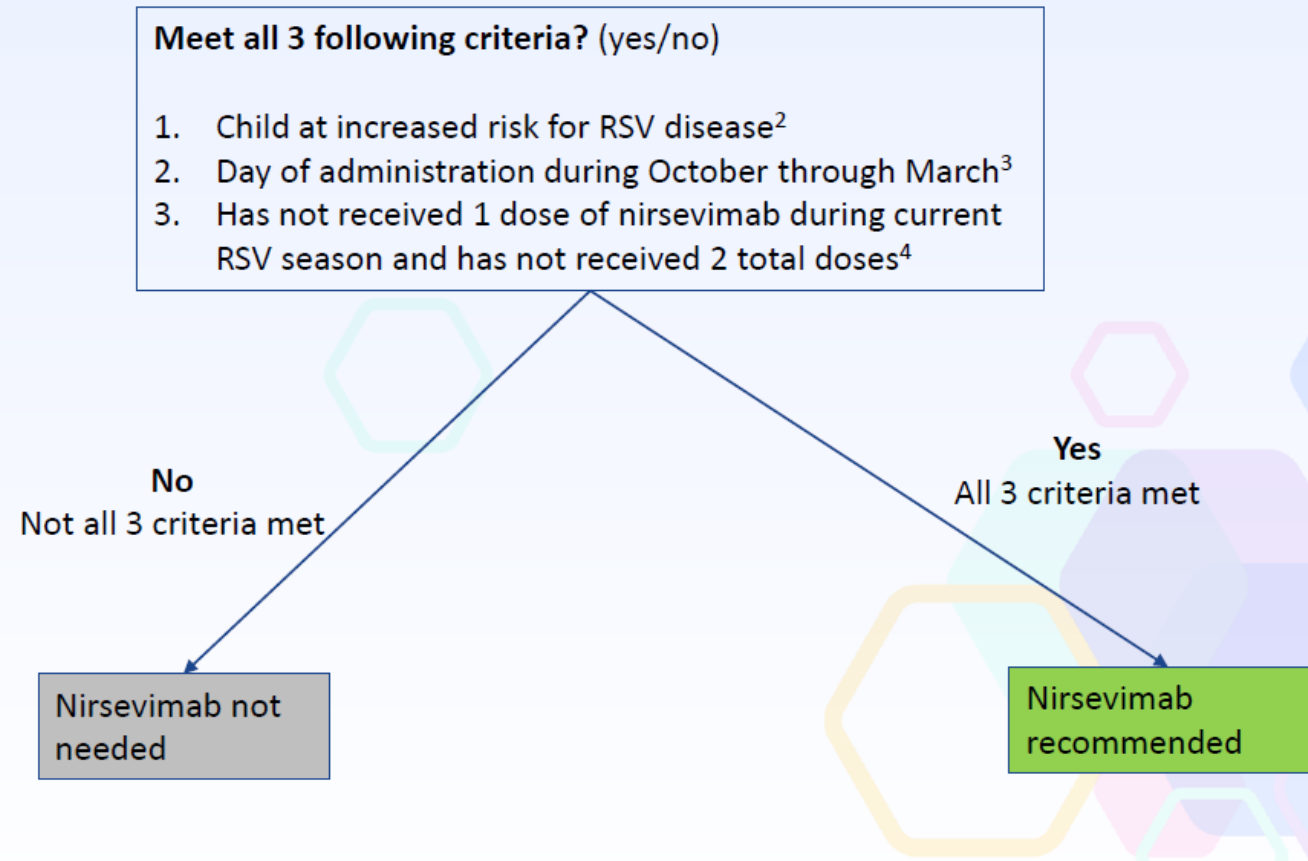 Meet all 3 following criteria? (yes/no)
1. Child at increased risk for RSV disease²
2. Day of administration during October through March³
3. Has not received 1 dose of nirsevimab during current
RSV season and has not received 2 total doses⁴
No
Not all 3 criteria met
Yes
All 3 criteria met
Nirsevimab not
needed
Nirsevimab
recommended